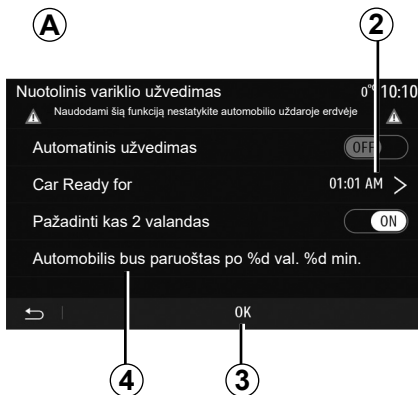 A
2
Nuotolinis variklio užvedimas 0° 10:10
Naudodami šią funkciją nestatykite automobilio uždaroje erdvėje
Automatinis užvedimas OFF
Car Ready for 01:01 AM
Pažadinti kas 2 valandas ON
Automobilis bus paruoštas po %d val. %d min.
OK
4
3